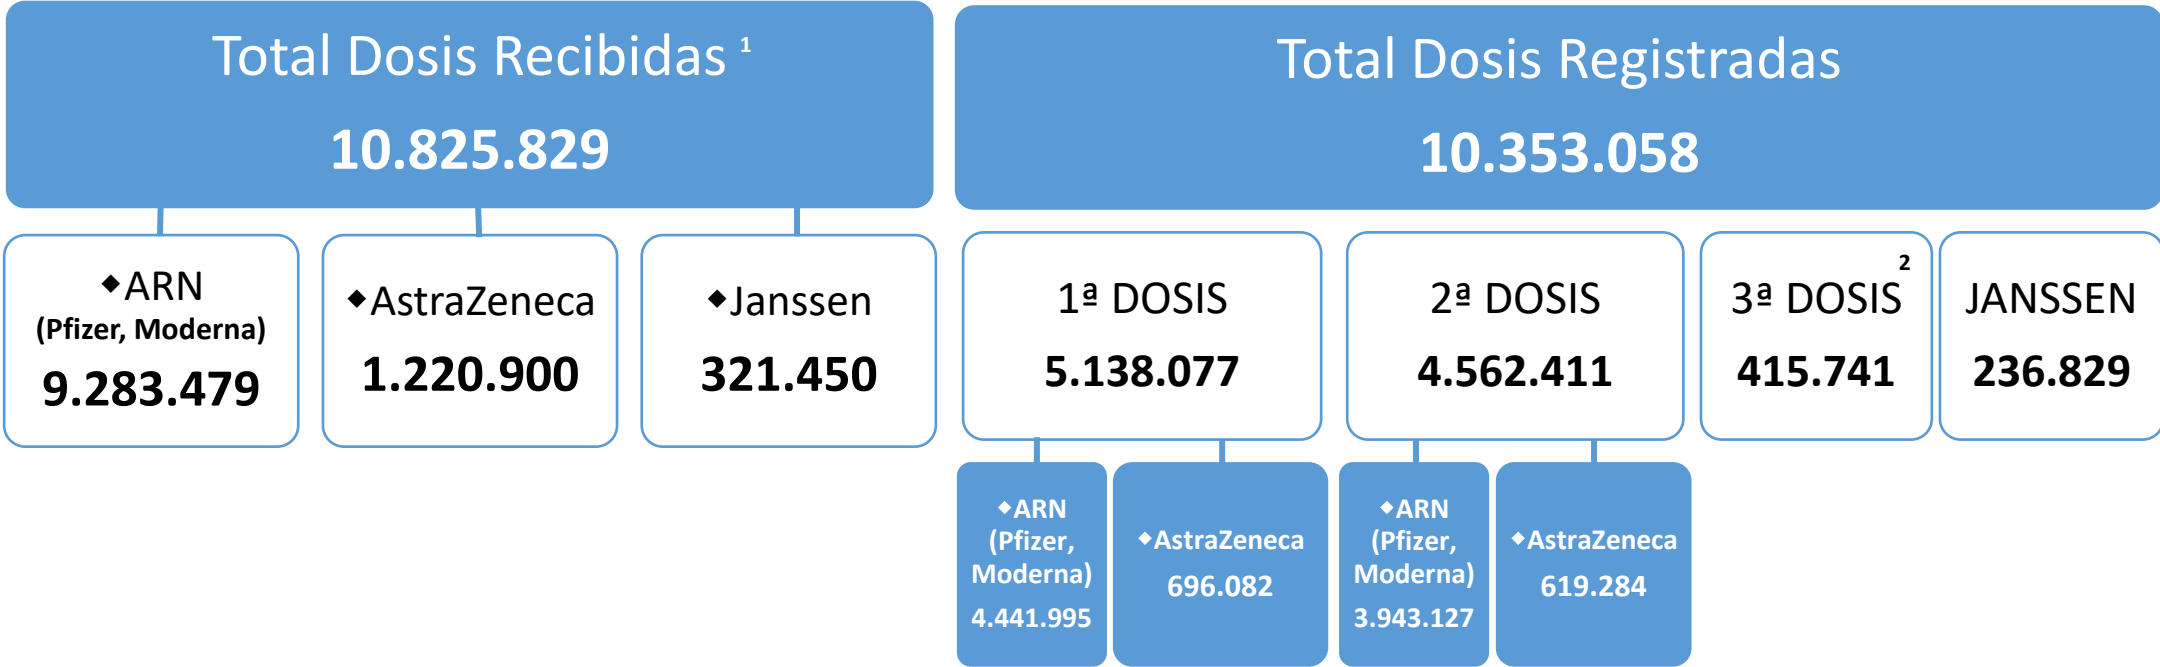 Total Dosis Recibidas ¹
10.825.829
◆ARN
(Pfizer, Moderna)
9.283.479
◆AstraZeneca
1.220.900
◆Janssen
321.450
Total Dosis Registradas
10.353.058
1ª DOSIS
5.138.077
2ª DOSIS
4.562.411
3ª DOSIS ²
415.741
JANSSEN
236.829
◆ARN
(Pfizer,
Moderna)
4.441.995
◆AstraZeneca
696.082
◆ARN
(Pfizer,
Moderna)
3.943.127
◆AstraZeneca
619.284